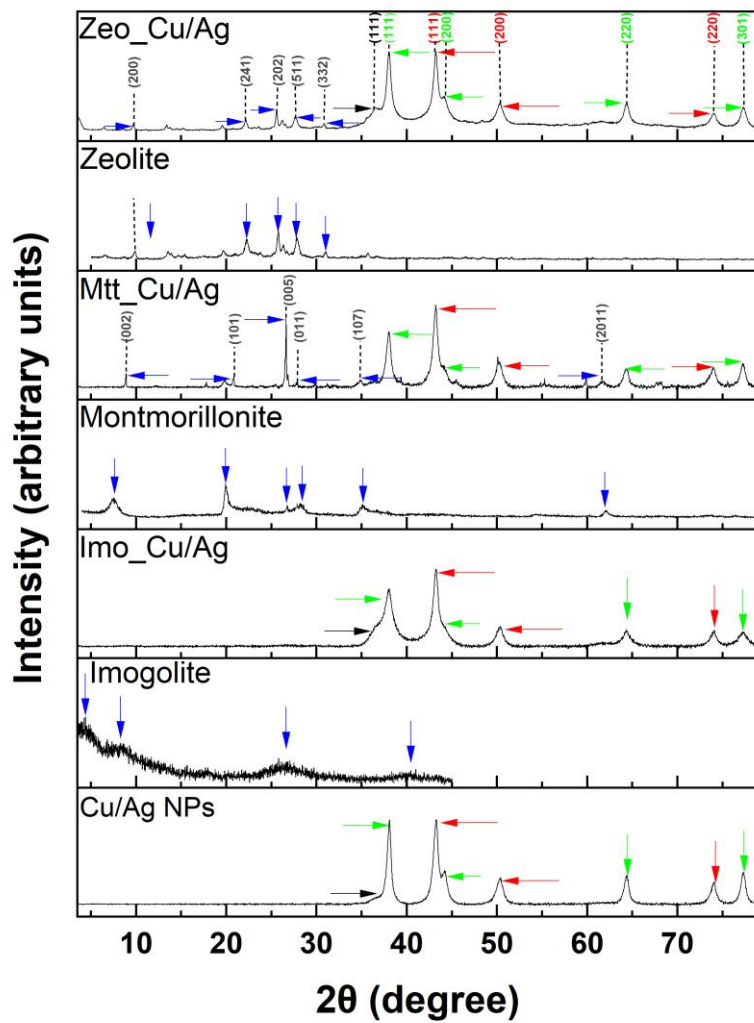 Zeo_Cu/Ag
(200)
(241)
(202)
(511)
(332)
(111)
(111)
(111)
(200)
(200)
(220)
(220)
(301)
Zeolite
Mtt_Cu/Ag
(002)
(101)
(005)
(011)
(107)
(2011)
Montmorillonite
Imo_Cu/Ag
Imogolite
Cu/Ag NPs
Intensity (arbitrary units)
10 20 30 40 50 60 70
2θ (degree)